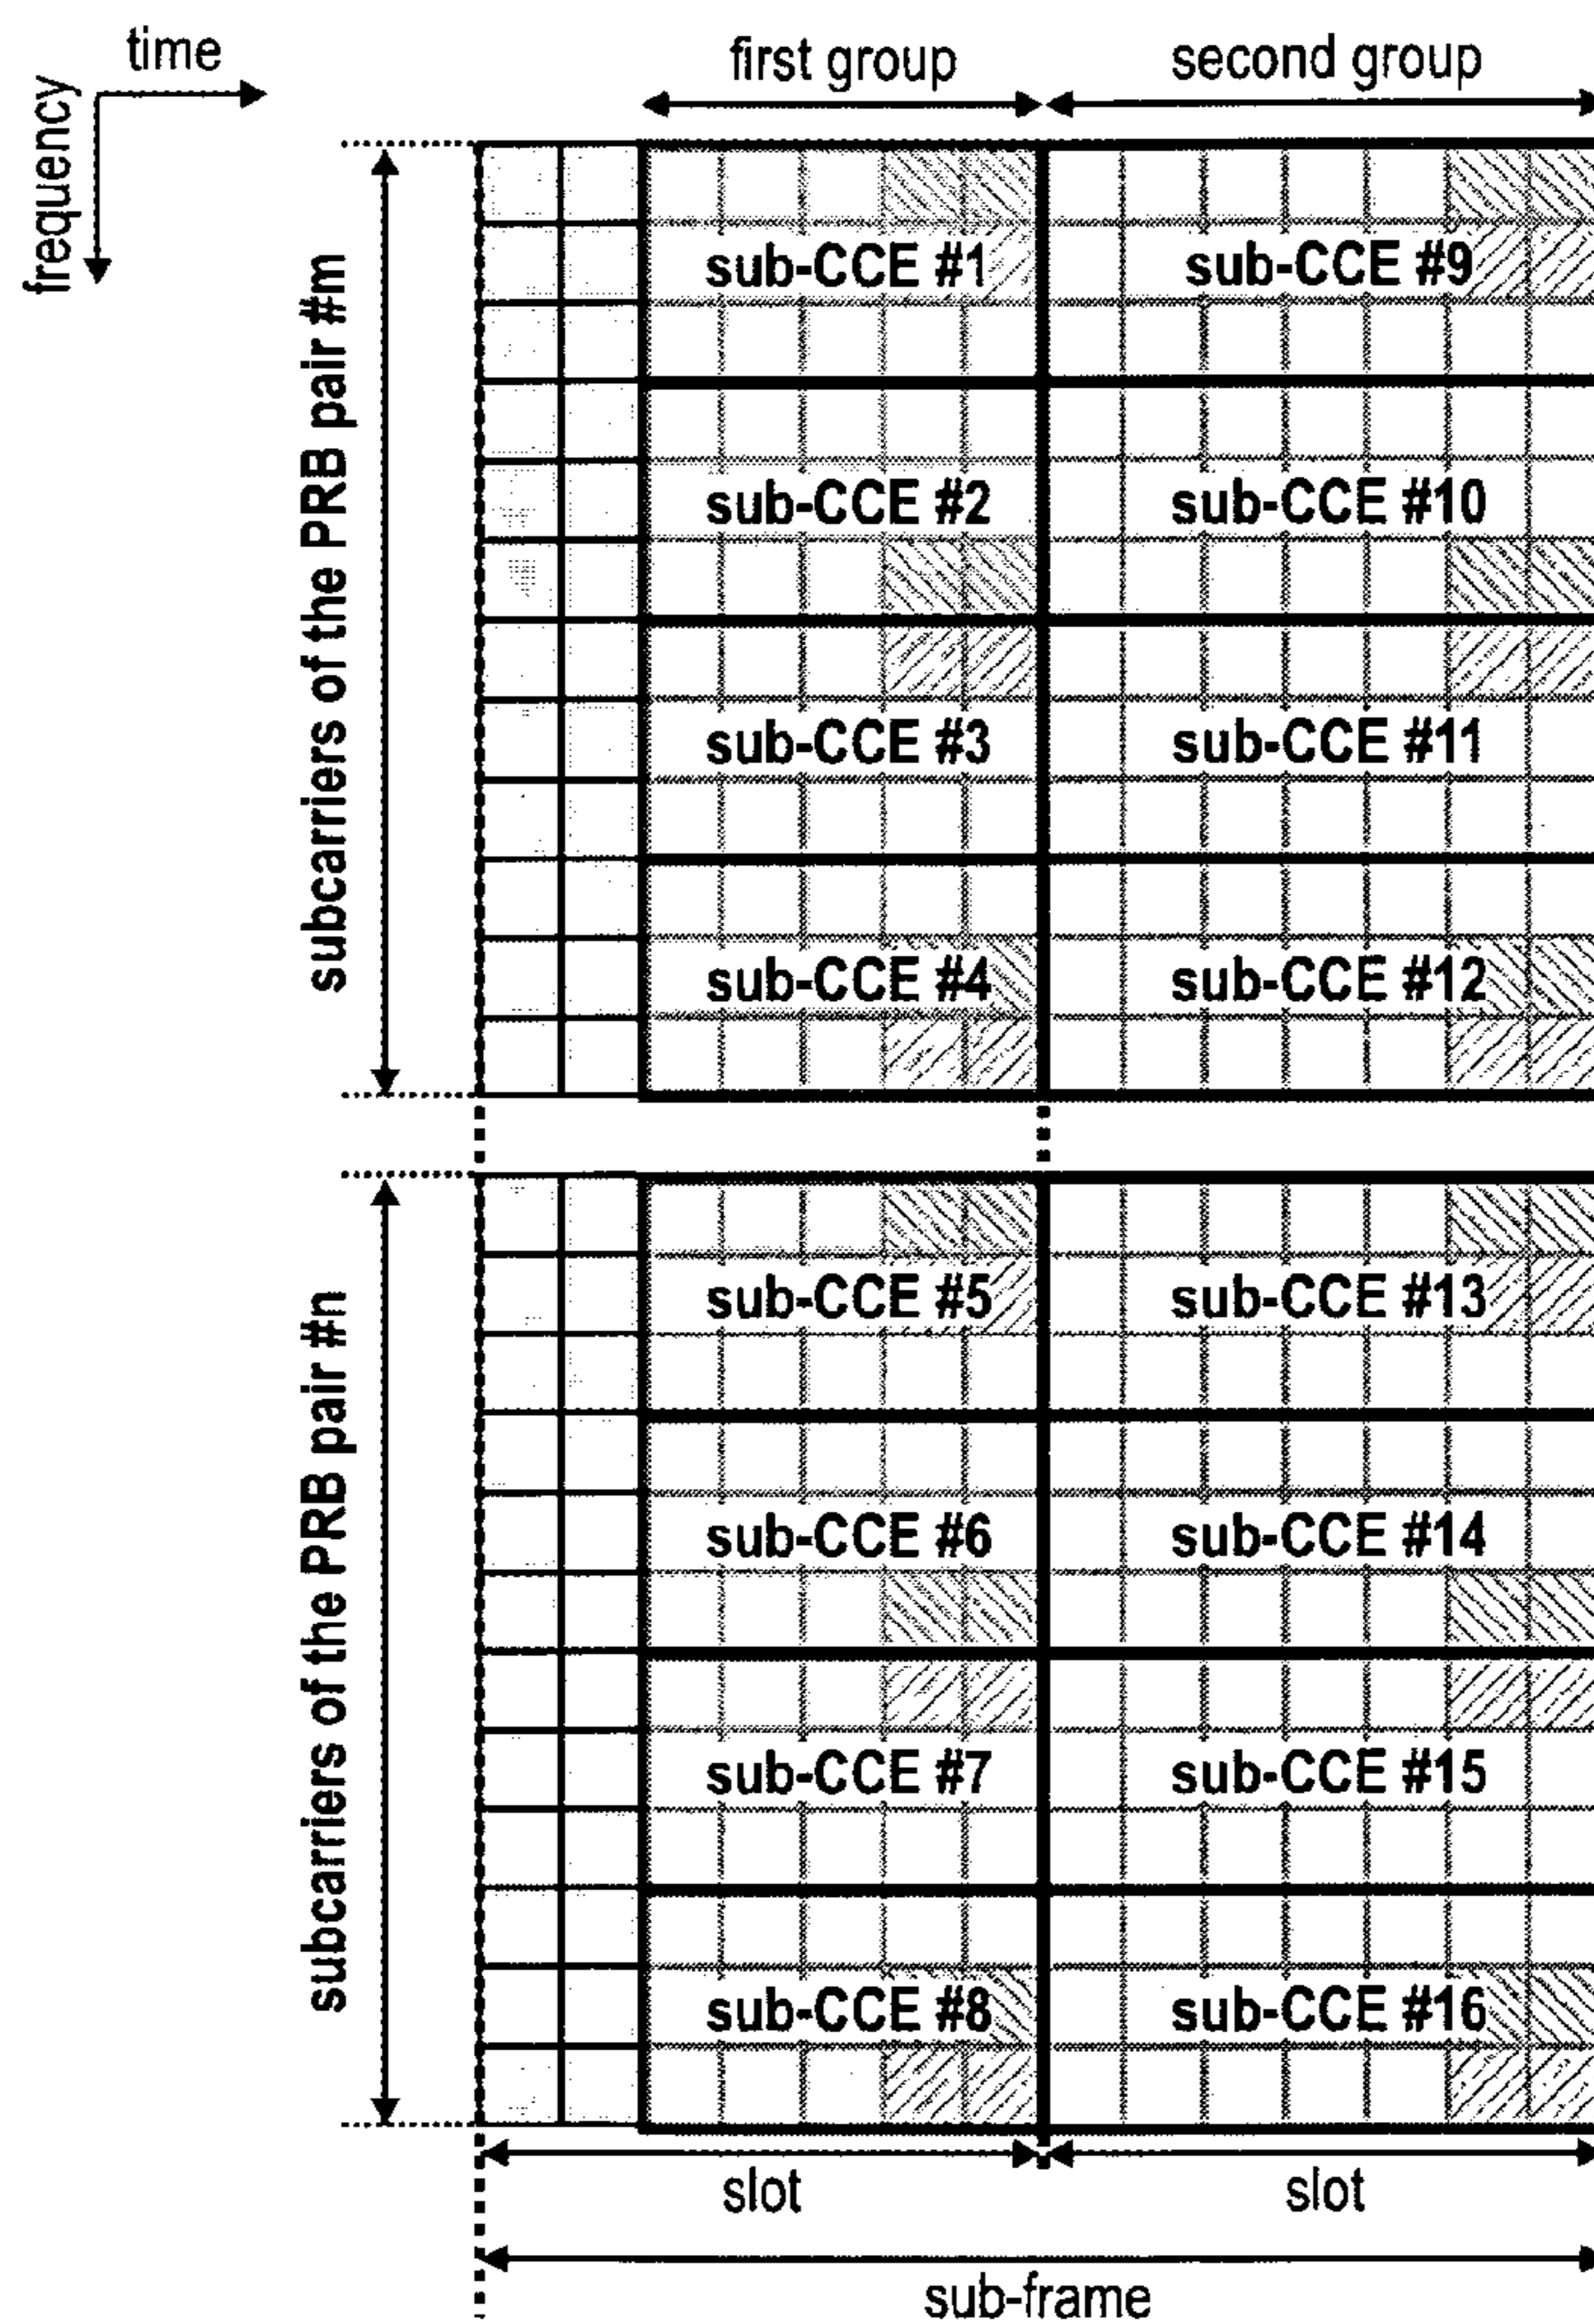 time
frequency
first group
second group
subcarriers of the PRB pair #m
sub-CCE #1
sub-CCE #9
sub-CCE #2
sub-CCE #10
sub-CCE #3
sub-CCE #11
sub-CCE #4
sub-CCE #12
subcarriers of the PRB pair #n
sub-CCE #5
sub-CCE #13
sub-CCE #6
sub-CCE #14
sub-CCE #7
sub-CCE #15
sub-CCE #8
sub-CCE #16
slot
slot
sub-frame